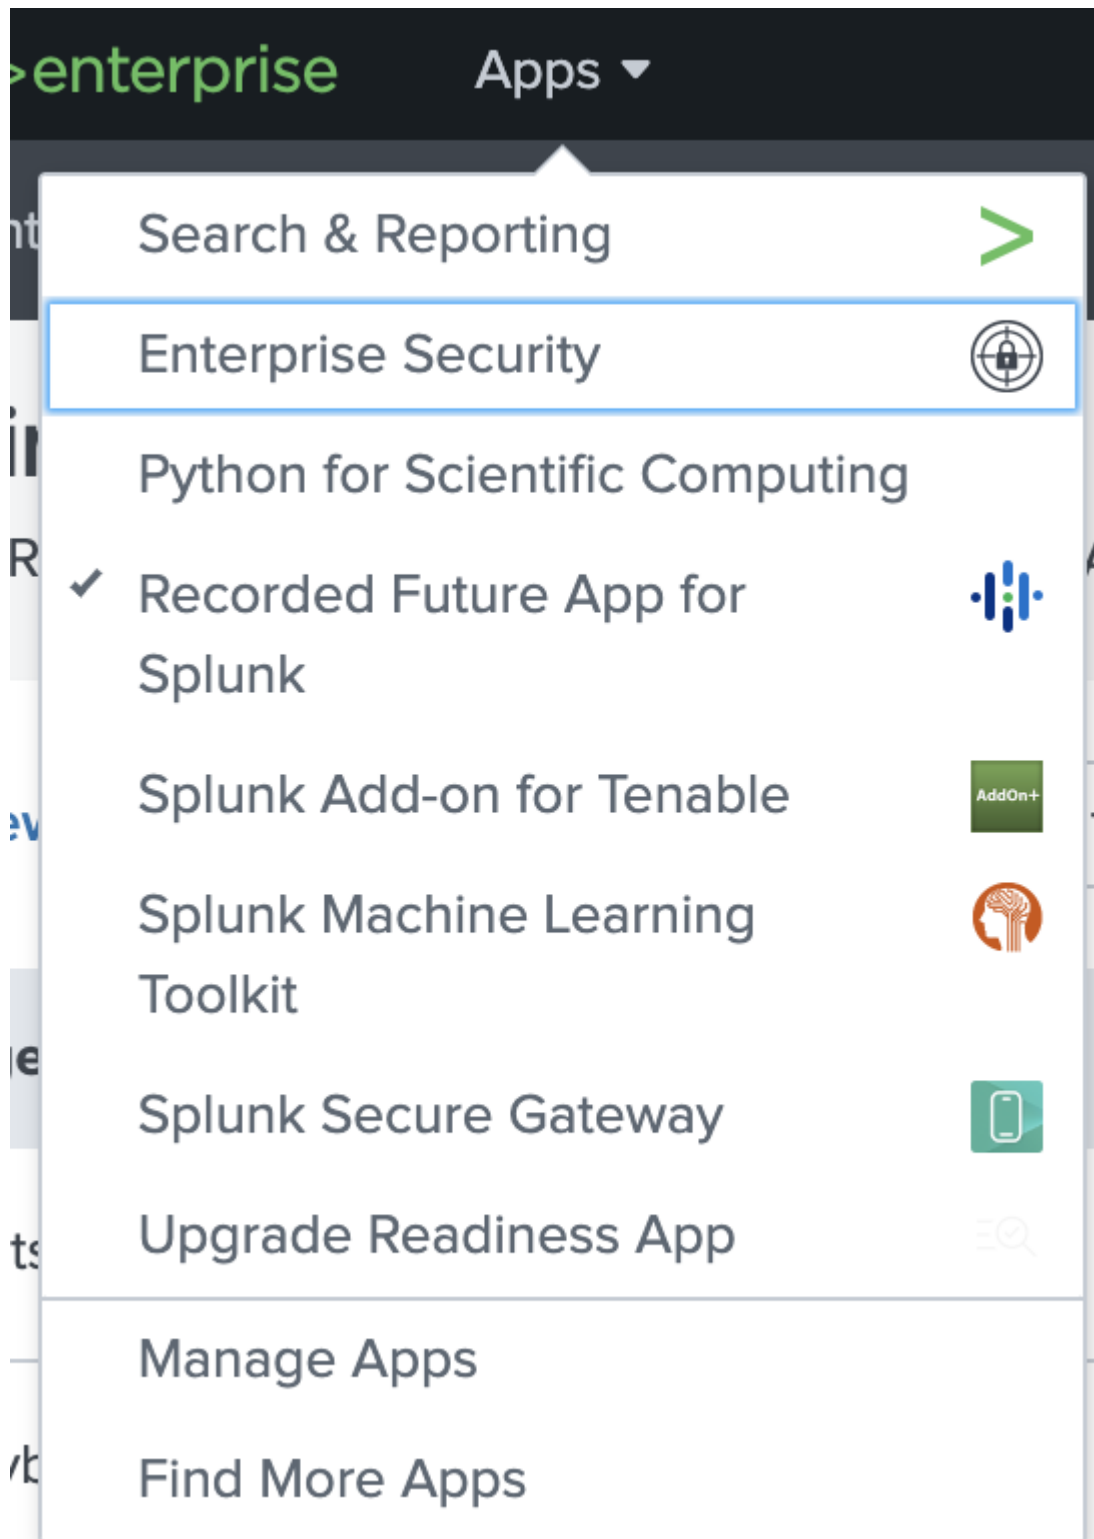 >enterprise Apps
Search & Reporting
Enterprise Security
Python for Scientific Computing
Recorded Future App for
Splunk
Splunk Add-on for Tenable
AddOn+
Splunk Machine Learning
Toolkit
Splunk Secure Gateway
Upgrade Readiness App
Manage Apps
Find More Apps